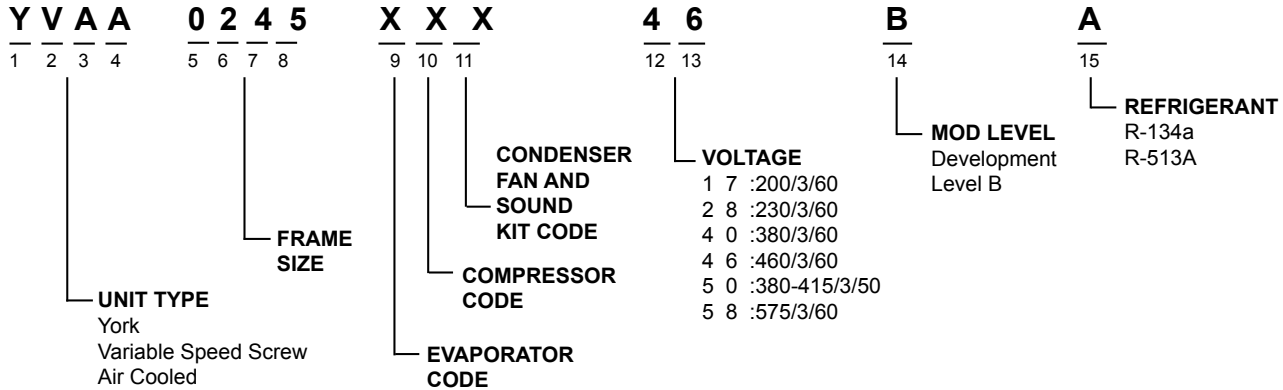 Y V A A 0 2 4 5 X X X 4 6 B A
1 2 3 4 5 6 7 8 9 10 11 12 13 14 15
UNIT TYPE
York
Variable Speed Screw
Air Cooled
FRAME
SIZE
EVAPORATOR
CODE
COMPRESSOR
CODE
CONDENSER
FAN AND
SOUND
KIT CODE
VOLTAGE
1 7 :200/3/60
2 8 :230/3/60
4 0 :380/3/60
4 6 :460/3/60
5 0 :380-415/3/50
5 8 :575/3/60
MOD LEVEL
Development
Level B
REFRIGERANT
R-134a
R-513A